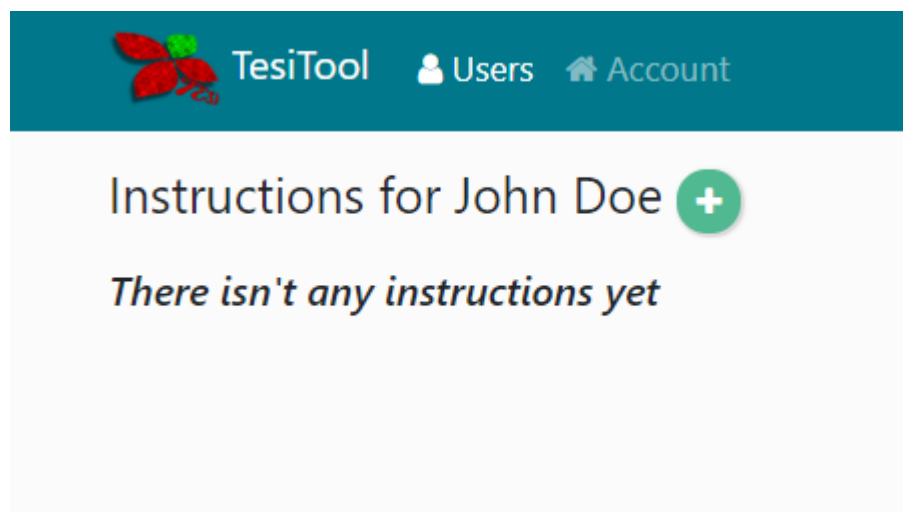 TesiTool Users Account
Instructions for John Doe
There isn't any instructions yet